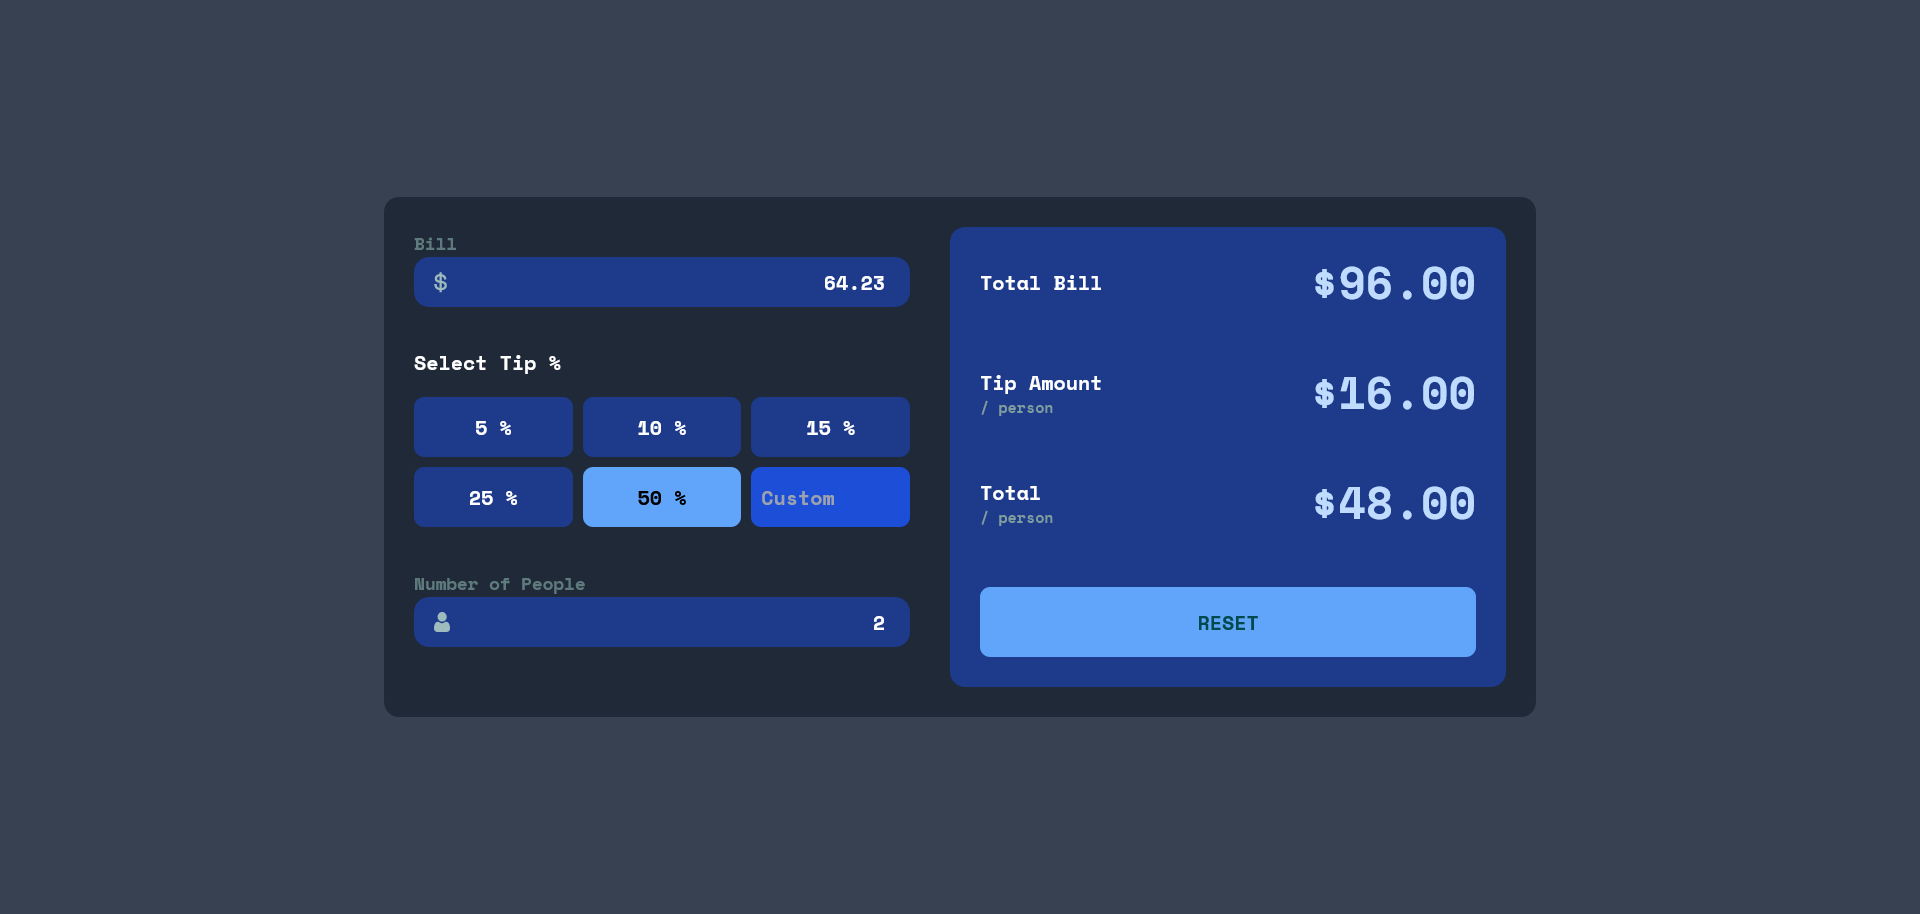 Bill
$ 64.23
Select Tip %
5 % 10 % 15 %
25 % 50 % Custom
Number of People
2
Total Bill $96.00
Tip Amount
/ person
$16.00
Total
/ person
$48.00
RESET